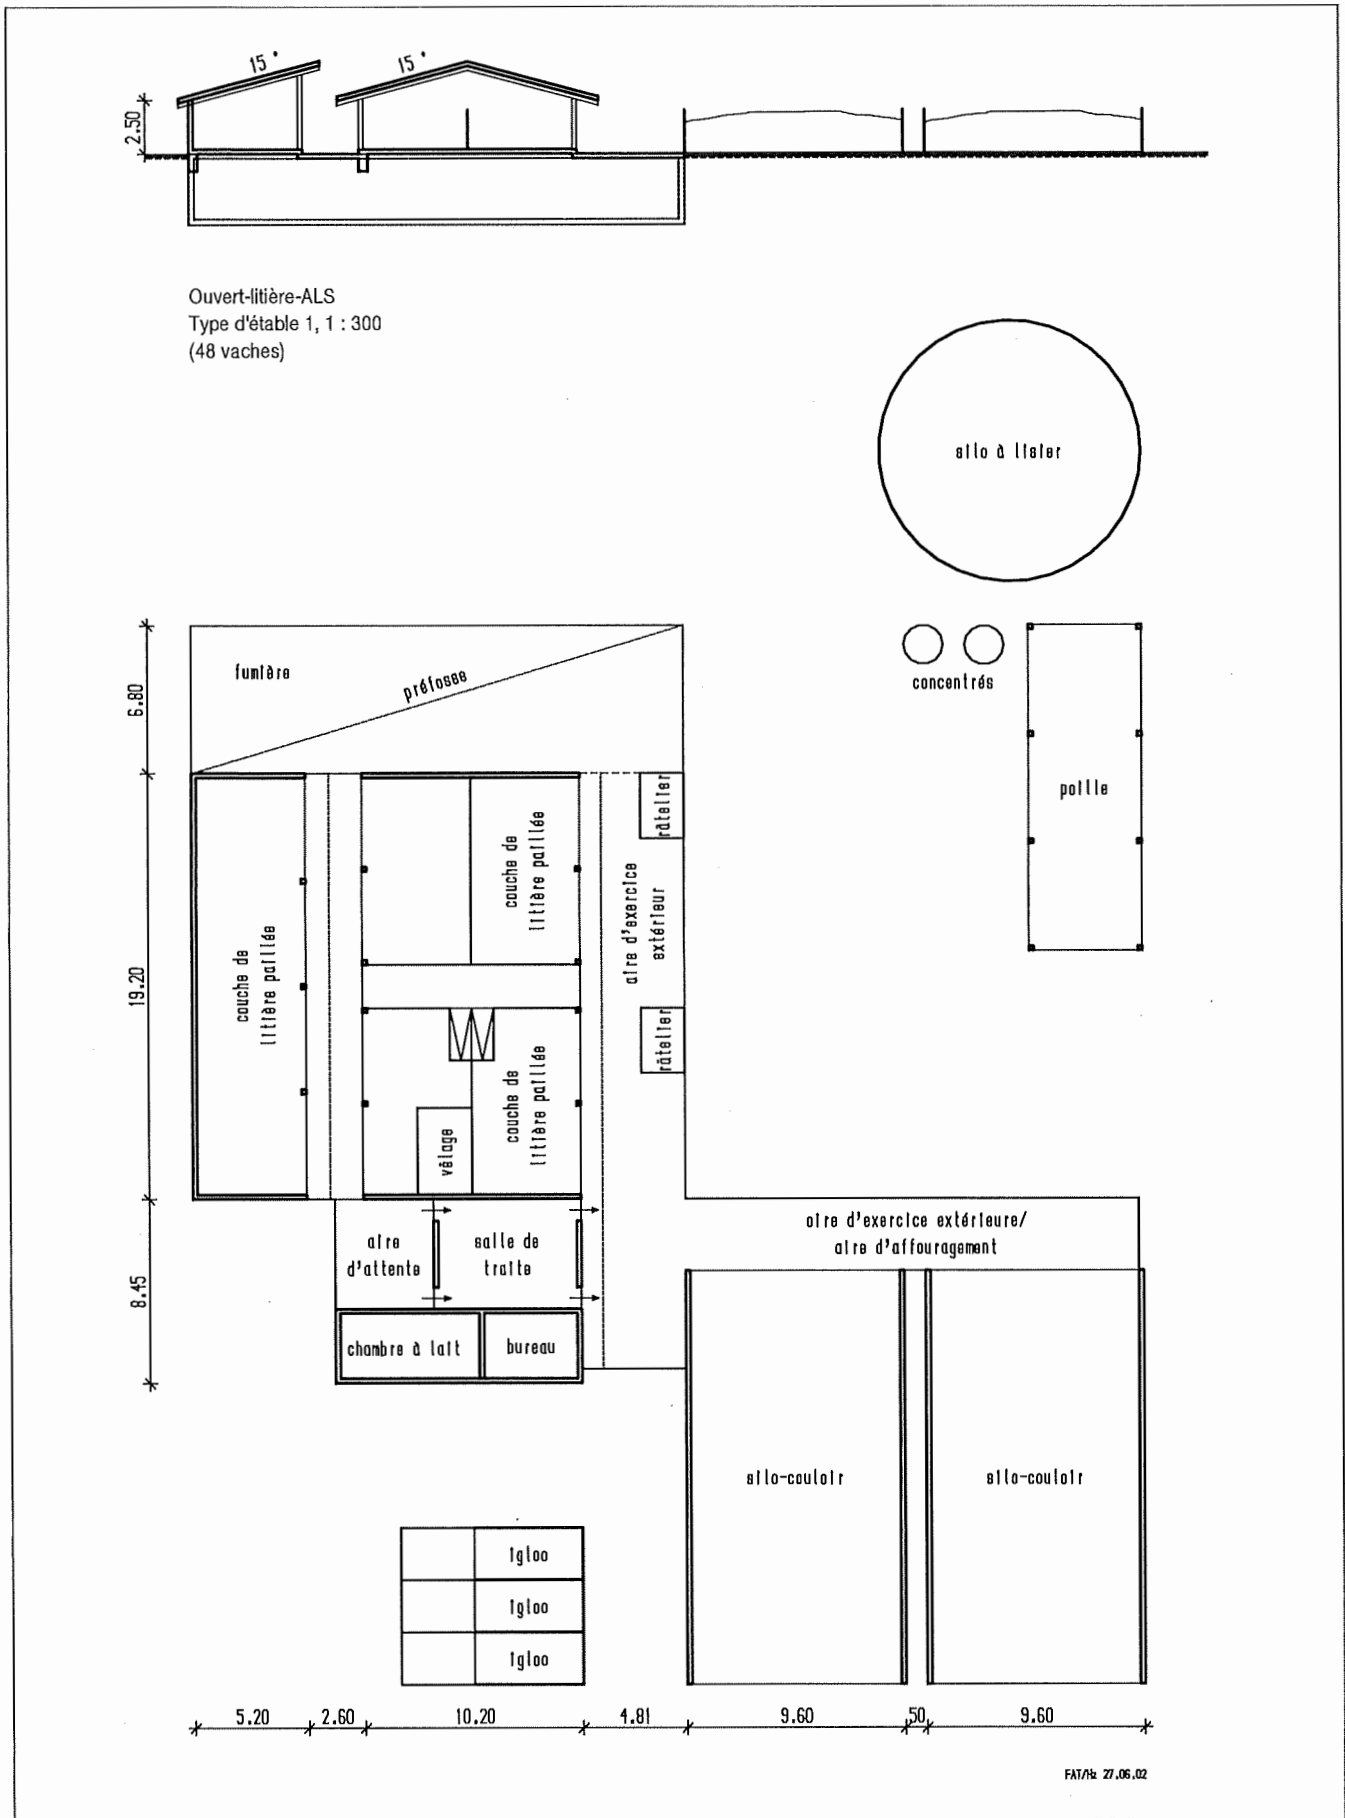 15°
15°
2.50
Ouvert-litière-ALS
Type d'étable 1, 1 : 300
(48 vaches)
silo à lisier
fumière
préfosse
6.80
concentrés
paille
râtelier
couche de
litière paillée
aire d'exercice
extérieur
couche de
litière paillée
19.20
râtelier
couche de
litière paillée
vêlage
aire d'exercice extérieure/
aire d'affouragement
aire
d'attente
salle de
traite
8.45
chambre à lait
bureau
silo-couloir
silo-couloir
igloo
igloo
igloo
5.20
2.60
10.20
4.81
9.60
50
9.60
FAT/Hz 27.06.02